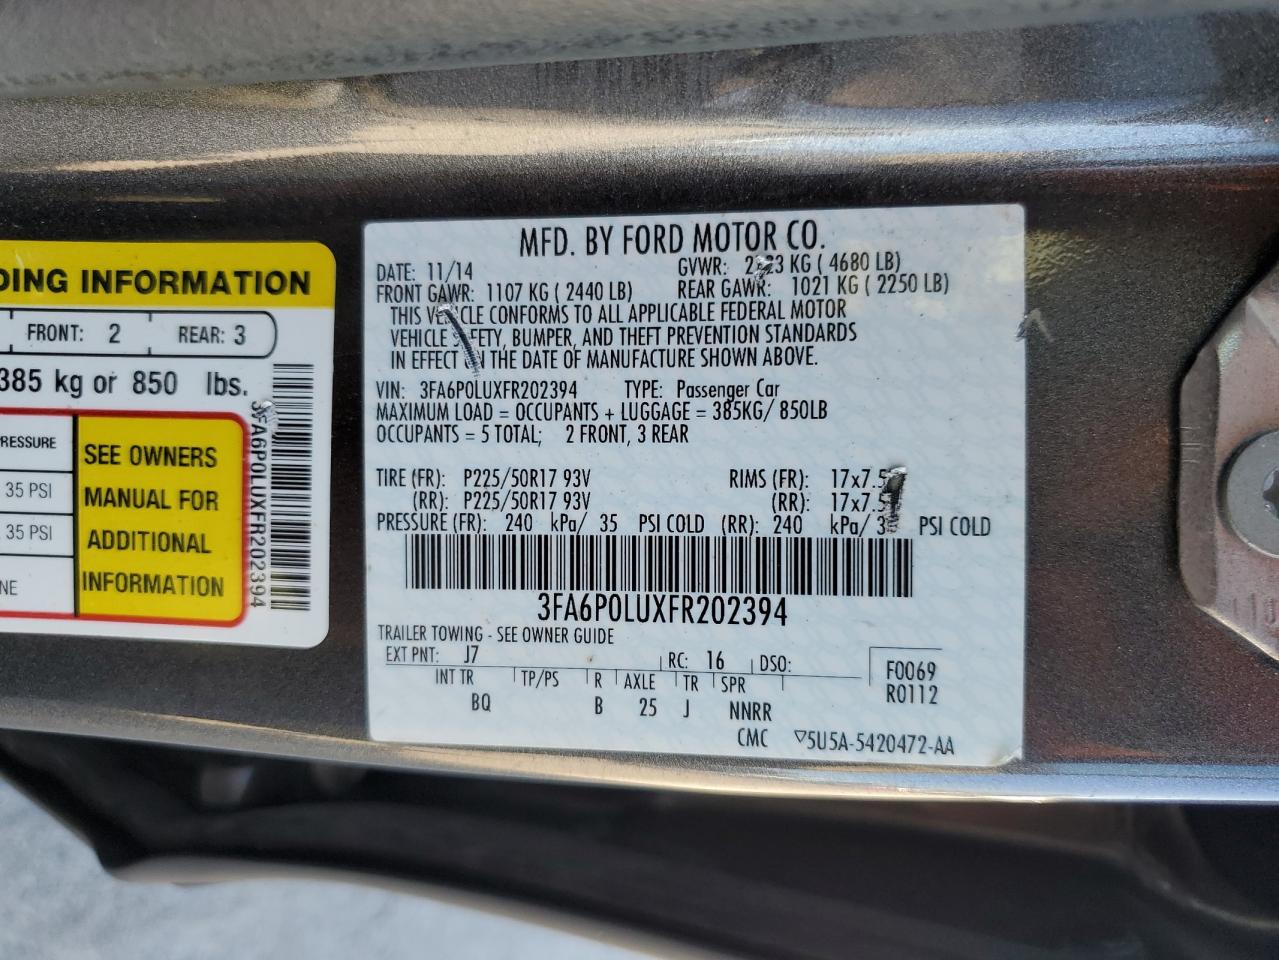 DING INFORMATION
FRONT: 2 REAR: 3
385 kg or 850 lbs.
PRESSURE
35 PSI
35 PSI
NE
SEE OWNERS
MANUAL FOR
ADDITIONAL
INFORMATION
3FA6P0LUXFR202394
MFD. BY FORD MOTOR CO.
DATE: 11/14 GVWR: KG ( 4680 LB)
FRONT GAWR: 1107 KG ( 2440 LB) REAR GAWR: 1021 KG ( 2250 LB)
THIS VEHICLE CONFORMS TO ALL APPLICABLE FEDERAL MOTOR
VEHICLE SAFETY, BUMPER, AND THEFT PREVENTION STANDARDS
IN EFFECT ON THE DATE OF MANUFACTURE SHOWN ABOVE.
VIN: 3FA6P0LUXFR202394 TYPE: Passenger Car
MAXIMUM LOAD = OCCUPANTS + LUGGAGE = 385KG/ 850LB
OCCUPANTS = 5 TOTAL; 2 FRONT, 3 REAR
TIRE (FR): P225/50R17 93V RIMS (FR): 17x7.5
(RR): P225/50R17 93V (RR): 17x7.5
PRESSURE (FR): 240 kPa/ 35 PSI COLD (RR): 240 kPa/ PSI COLD
3FA6P0LUXFR202394
TRAILER TOWING - SEE OWNER GUIDE
EXT PNT: J7 RC: 16 DSO:
INT TR TP/PS R AXLE TR SPR
BQ B 25 J NNRR
F0069
R0112
CMC ▽5U5A-5420472-AA